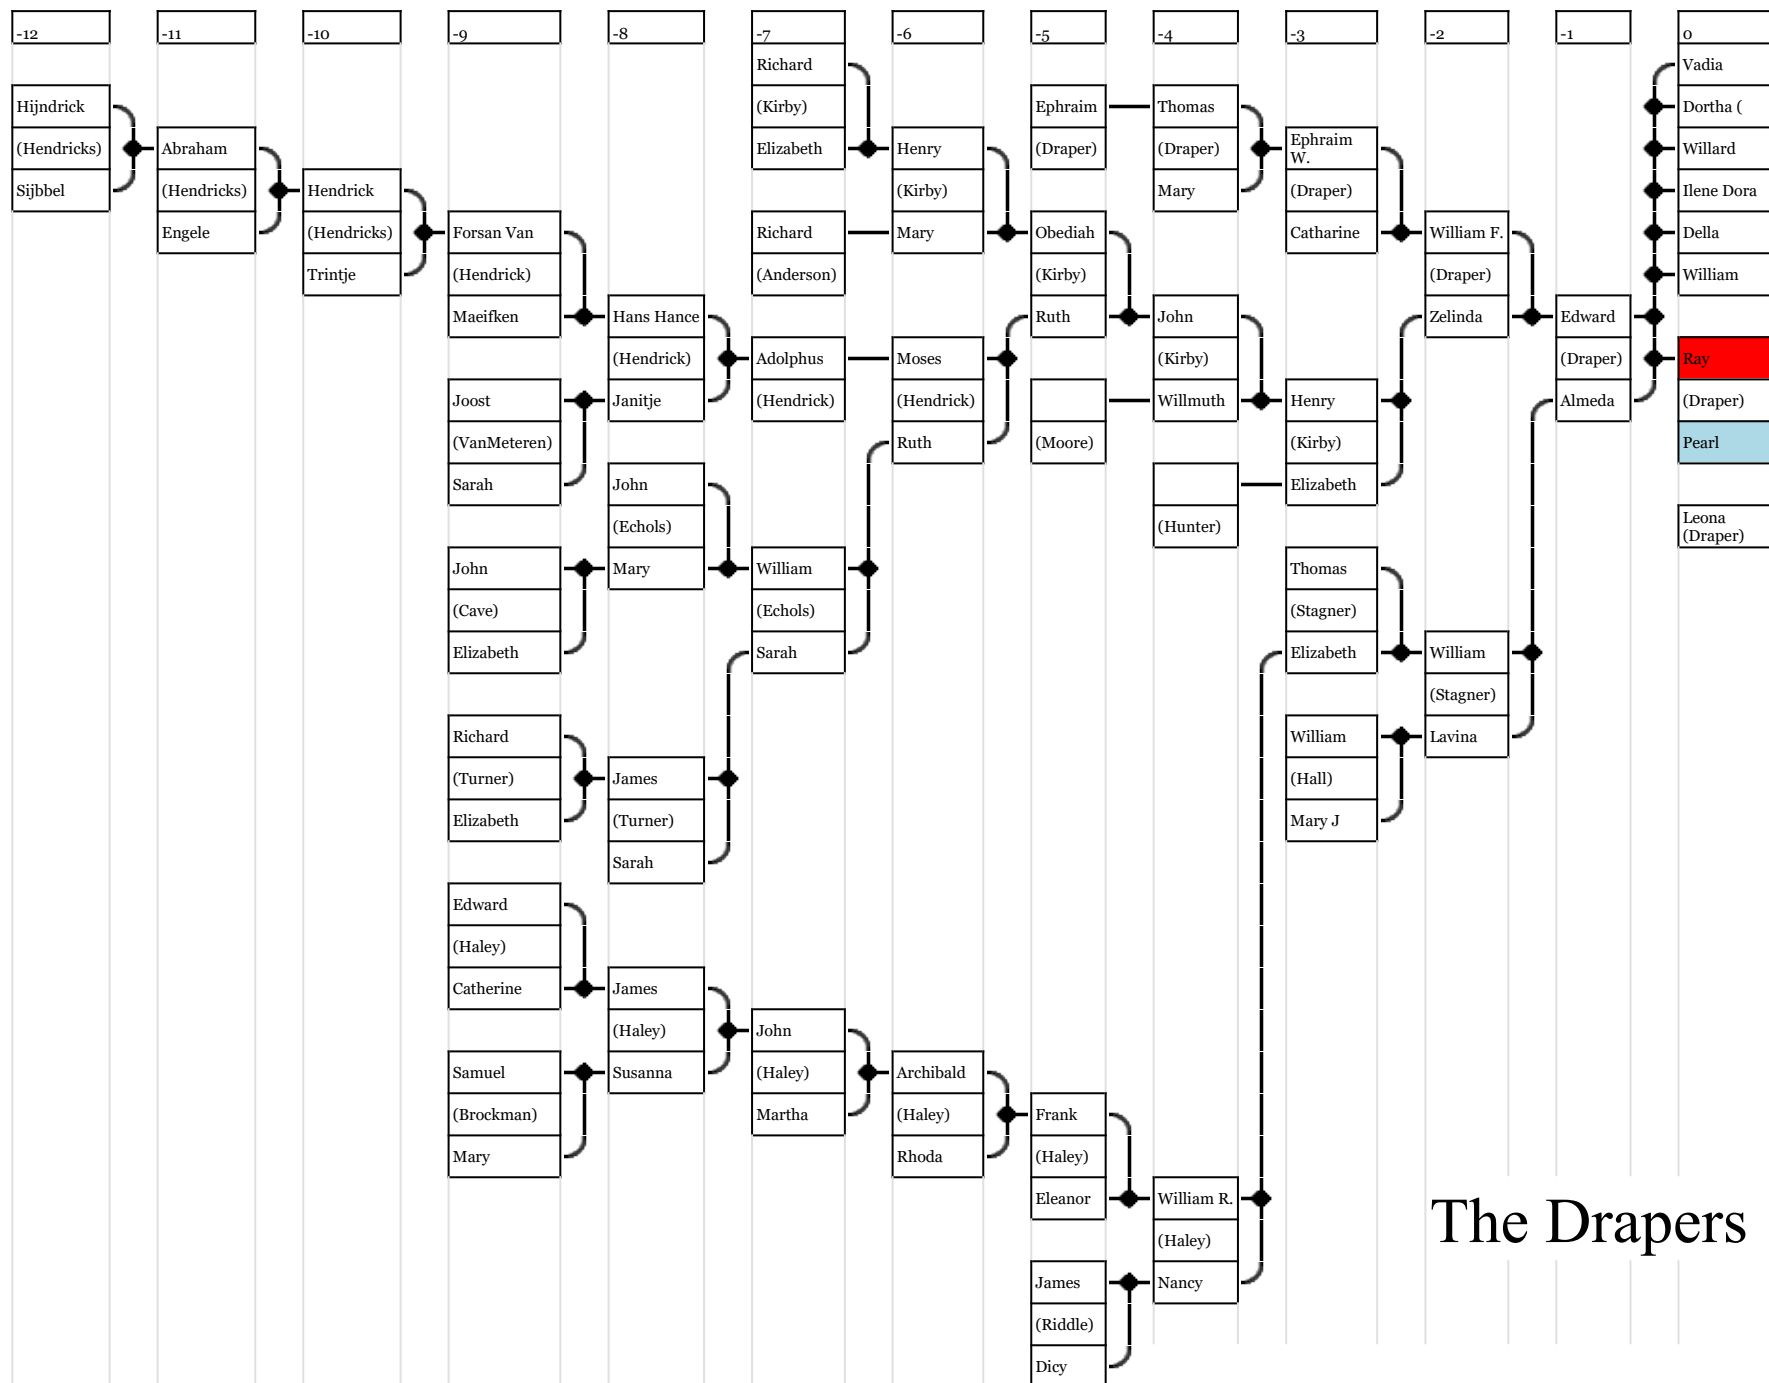 -12
-11
-10
-9
-8
-7
-6
-5
-4
-3
-2
-1
0
Hijndrick
(Hendricks)
Sijbbel
Abraham
(Hendricks)
Engele
Hendrick
(Hendricks)
Trintje
Forsan Van
(Hendrick)
Maeifken
Joost
(VanMeteren)
Sarah
John
(Cave)
Elizabeth
Richard
(Turner)
Elizabeth
Edward
(Haley)
Catherine
Samuel
(Brockman)
Mary
Hans Hance
(Hendrick)
Janitje
John
(Echols)
Mary
James
(Turner)
Sarah
James
(Haley)
Susanna
Richard
(Kirby)
Elizabeth
Richard
(Anderson)
Adolphus
(Hendrick)
William
(Echols)
Sarah
John
(Haley)
Martha
Henry
(Kirby)
Mary
Moses
(Hendrick)
Ruth
Archibald
(Haley)
Rhoda
Ephraim
(Draper)
Obediah
(Kirby)
Ruth
(Moore)
Frank
(Haley)
Eleanor
James
(Riddle)
Dicy
Thomas
(Draper)
Mary
John
(Kirby)
Willmuth
(Hunter)
William R.
(Haley)
Nancy
Ephraim
W.
(Draper)
Catharine
Henry
(Kirby)
Elizabeth
Thomas
(Stagner)
Elizabeth
William
(Hall)
Mary J
William F.
(Draper)
Zelinda
William
(Stagner)
Lavina
Edward
(Draper)
Almeda
Vadia
Dortha (
Willard
Ilene Dora
Della
William
Ray
(Draper)
Pearl
Leona
(Draper)
The Drapers